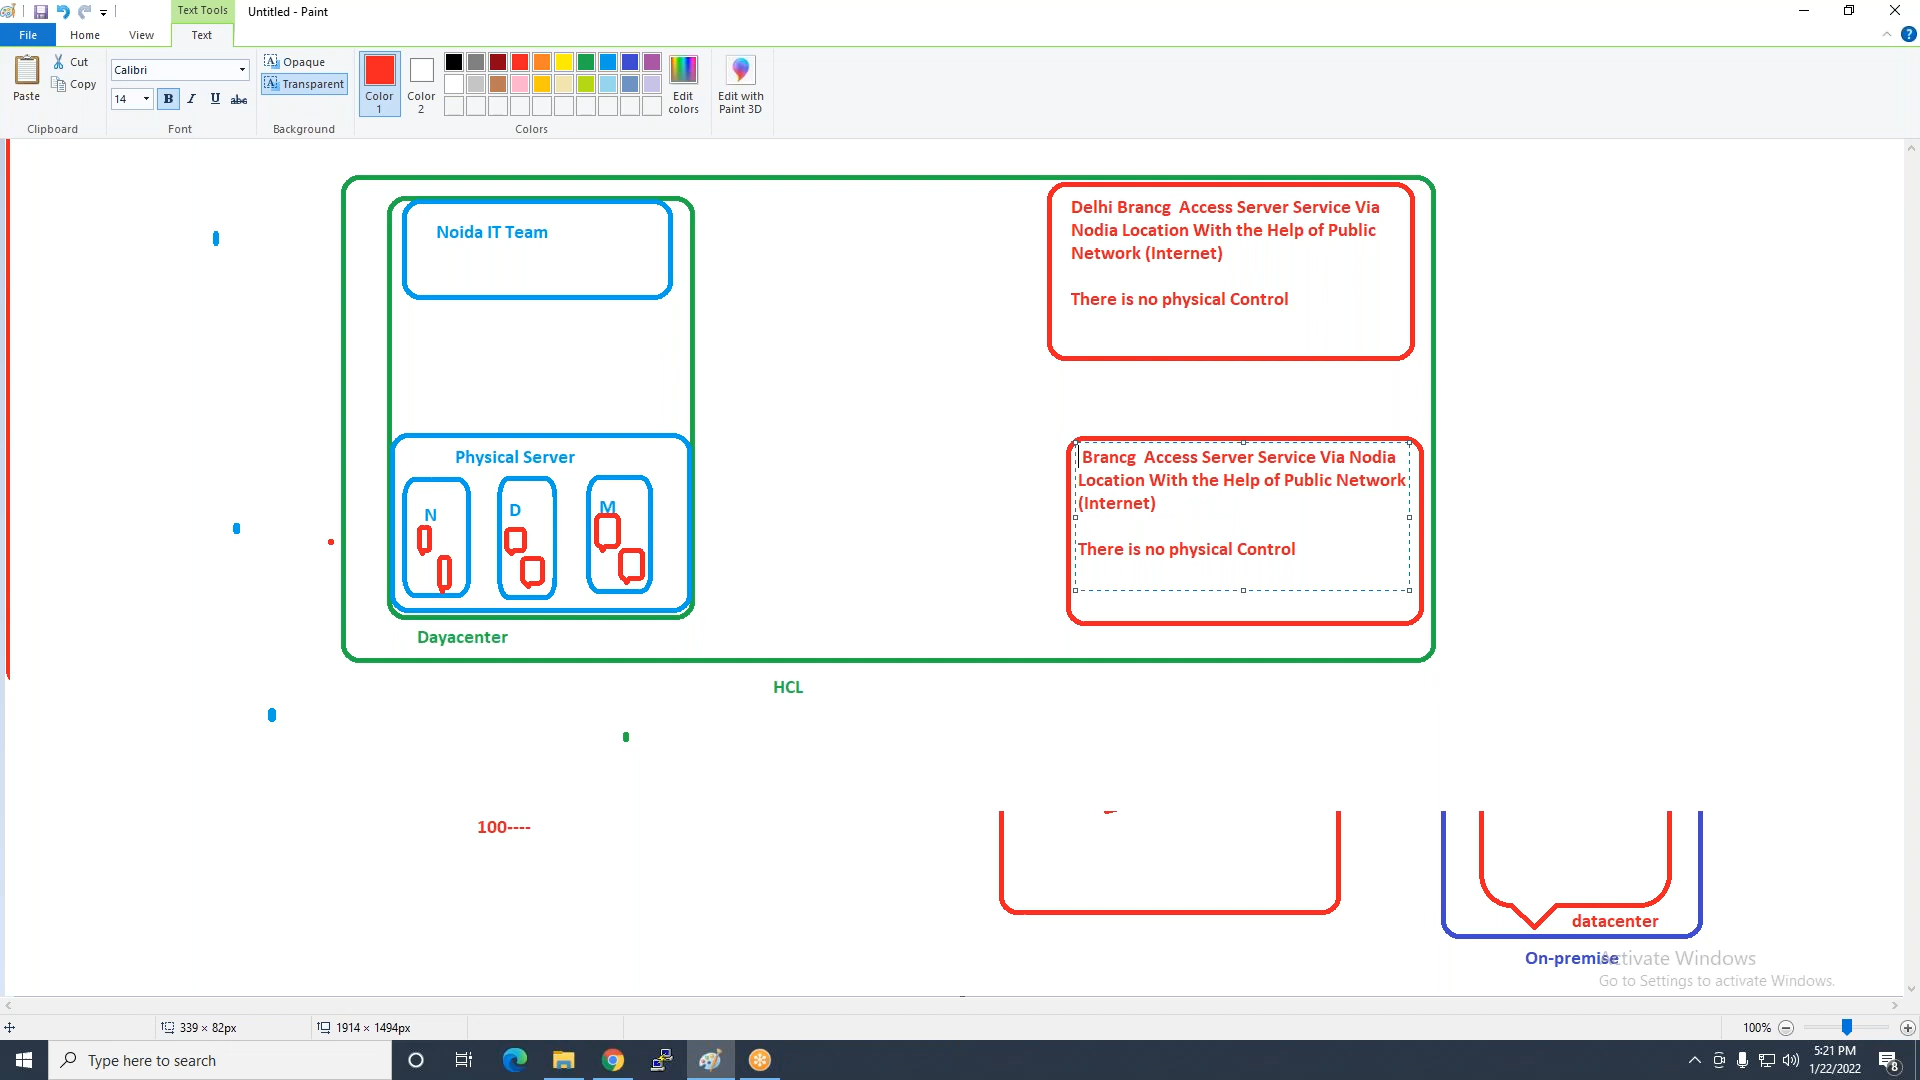 Text Tools
Untitled - Paint
File
Home
View
Text
Paste
Cut
Copy
Clipboard
Calibri
14
B
I
U
abc
Font
Opaque
Transparent
Background
Color
1
Color
2
Edit
colors
Edit with
Paint 3D
Colors
Noida IT Team
Delhi Brancg Access Server Service Via
Nodia Location With the Help of Public
Network (Internet)
There is no physical Control
Physical Server
N
D
M
Dayacenter
Brancg Access Server Service Via Nodia
Location With the Help of Public Network
(Internet)
There is no physical Control
HCL
100----
datacenter
On-premise
Activate Windows
Go to Settings to activate Windows.
339 × 82px
1914 × 1494px
100%
Type here to search
5:21 PM
1/22/2022
8